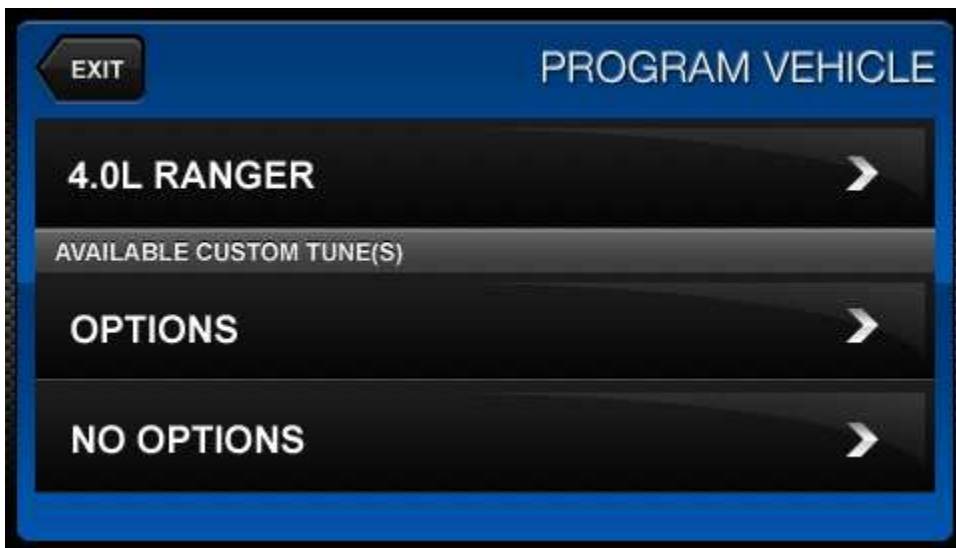 EXIT
PROGRAM VEHICLE
4.0L RANGER
AVAILABLE CUSTOM TUNE(S)
OPTIONS
NO OPTIONS